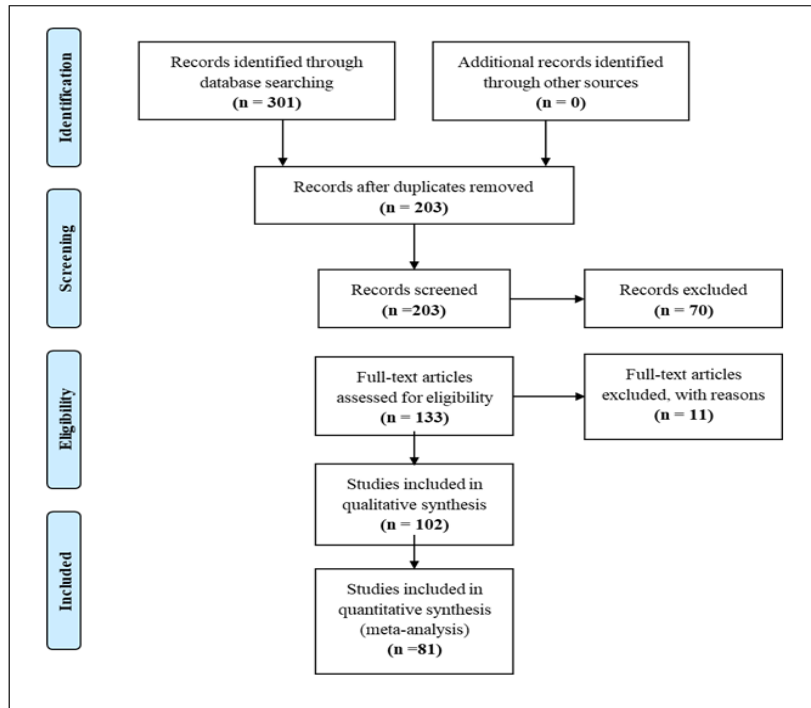 Identification
Records identified through
database searching
(n = 301)
Additional records identified
through other sources
(n = 0)
Records after duplicates removed
(n = 203)
Screening
Records screened
(n =203)
Records excluded
(n = 70)
Eligibility
Full-text articles
assessed for eligibility
(n = 133)
Full-text articles
excluded, with reasons
(n = 11)
Studies included in
qualitative synthesis
(n = 102)
Included
Studies included in
quantitative synthesis
(meta-analysis)
(n =81)